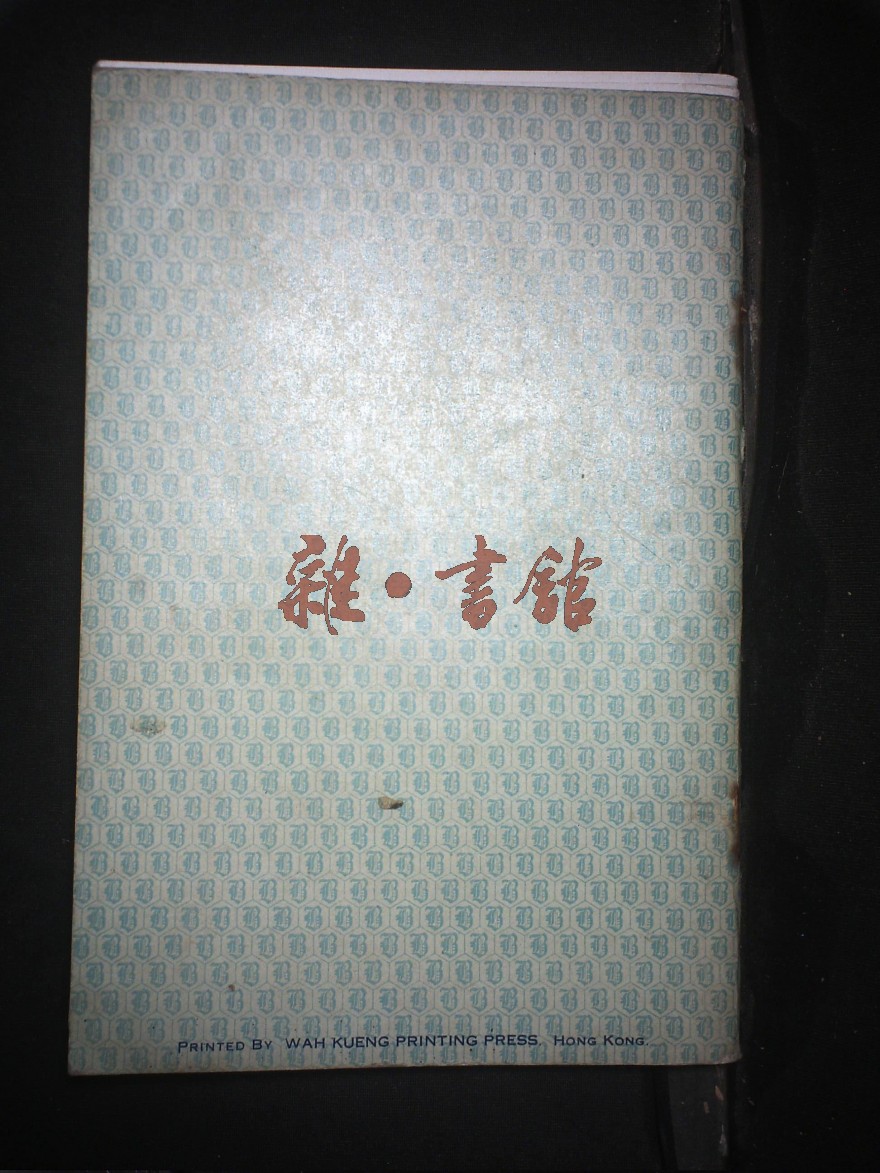 雜·書館
PRINTED BY WAH KUENG PRINTING PRESS, HONG KONG.